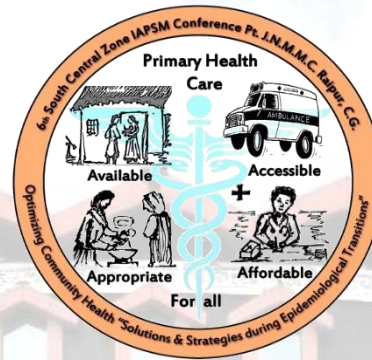 6th South Central Zone IAPSM Conference Pt. J.N.M.M.C. Raipur, C.G.
Primary Health
Care
AMBULANCE
Available
Accessible
Appropriate
Affordable
For all
Optimizing Community Health "Solutions & Strategies during Epidemiological Transitions"